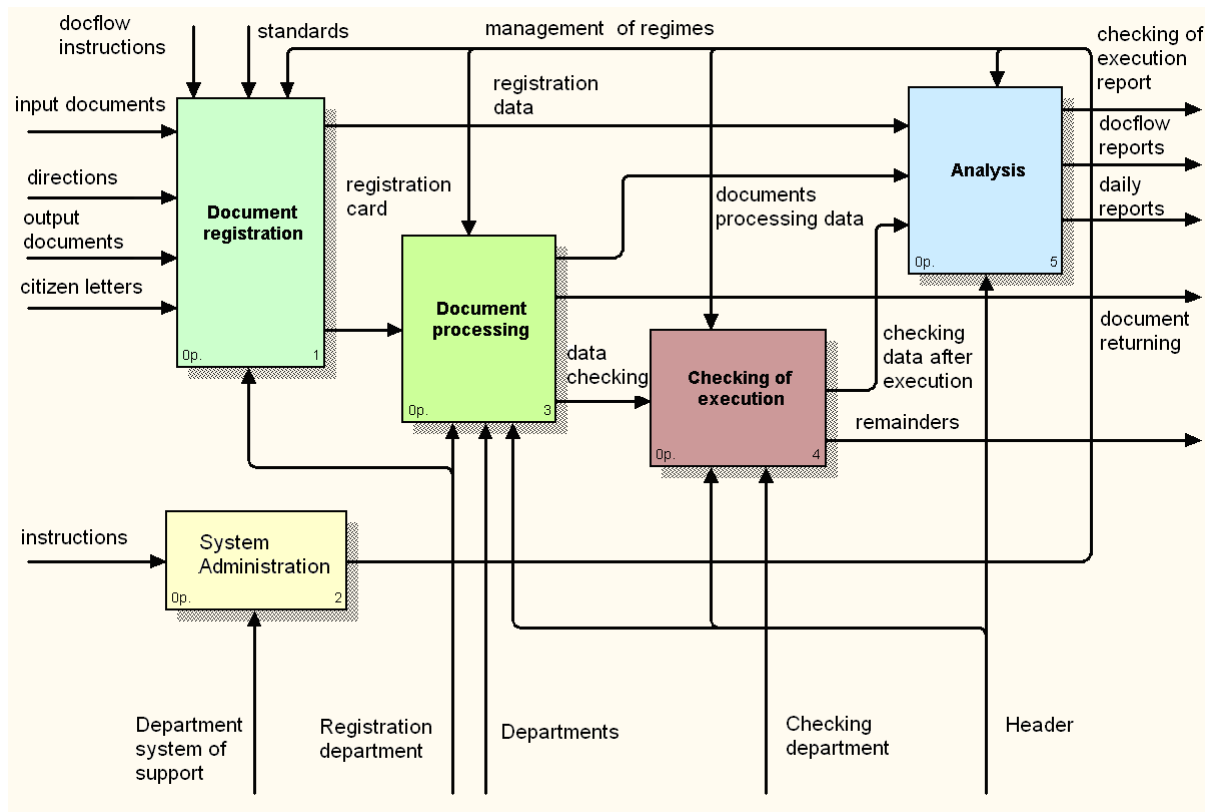 docflow
instructions
standards
management of regimes
checking of
execution
report
input documents
registration
data
docflow
reports
directions
registration
card
Analysis
daily
reports
output
documents
Document
registration
documents
processing data
0p.
5
citizen letters
Document
processing
document
returning
0p.
1
data
checking
checking
data after
execution
Checking of
execution
0p.
3
remainders
0p.
4
instructions
System
Administration
0p.
2
Department
system of
support
Registration
department
Departments
Checking
department
Header